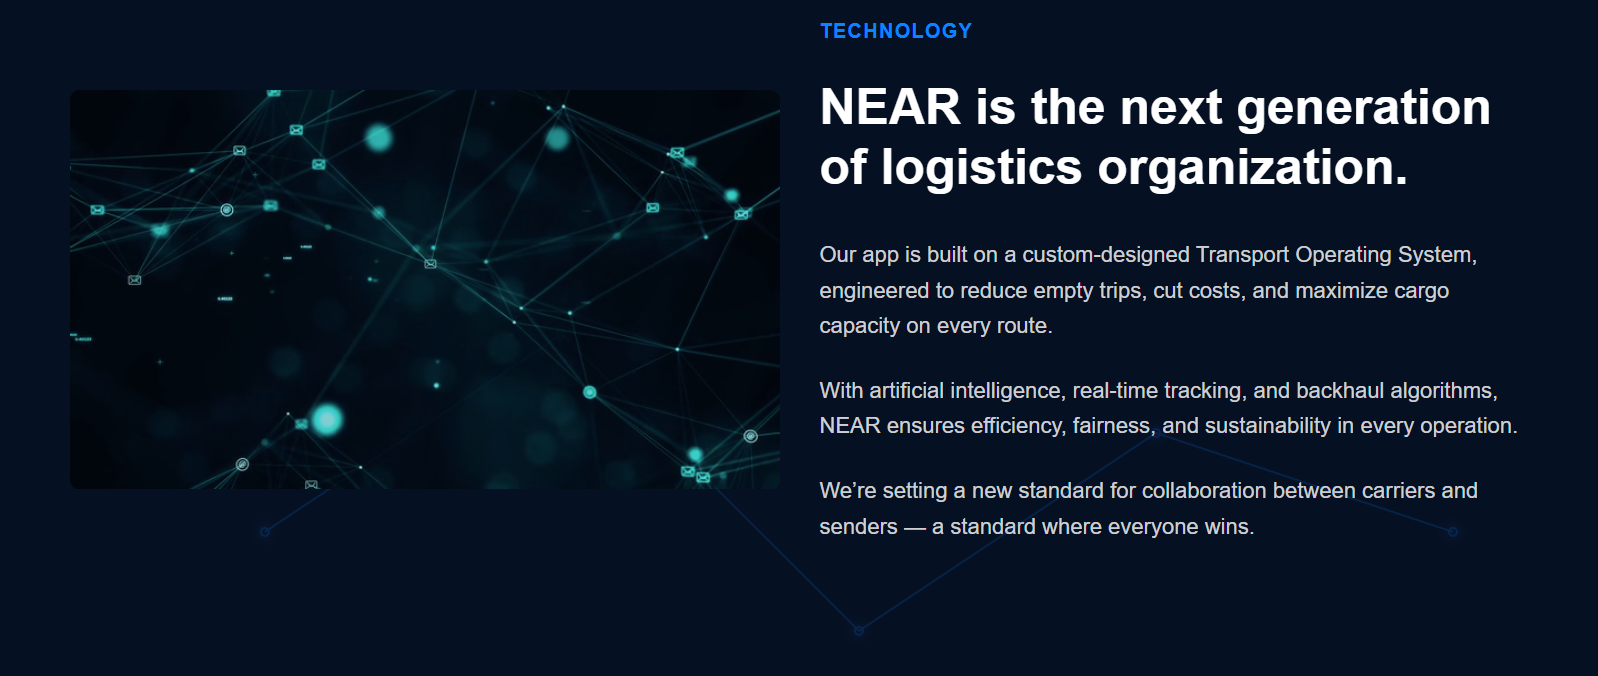 TECHNOLOGY
NEAR is the next generation
of logistics organization.
Our app is built on a custom-designed Transport Operating System,
engineered to reduce empty trips, cut costs, and maximize cargo
capacity on every route.
With artificial intelligence, real-time tracking, and backhaul algorithms,
NEAR ensures efficiency, fairness, and sustainability in every operation.
We’re setting a new standard for collaboration between carriers and
senders — a standard where everyone wins.